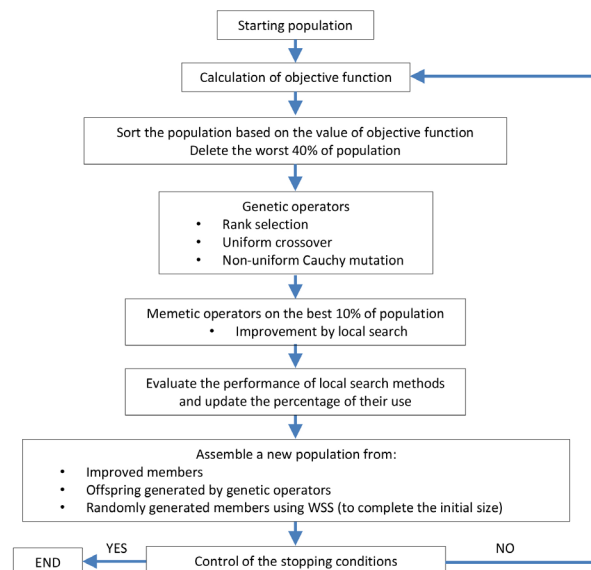 Starting population
Calculation of objective function
Sort the population based on the value of objective function
Delete the worst 40% of population
Genetic operators
• Rank selection
• Uniform crossover
• Non-uniform Cauchy mutation
Memetic operators on the best 10% of population
• Improvement by local search
Evaluate the performance of local search methods
and update the percentage of their use
Assemble a new population from:
• Improved members
• Offspring generated by genetic operators
• Randomly generated members using WSS (to complete the initial size)
YES
NO
END
Control of the stopping conditions